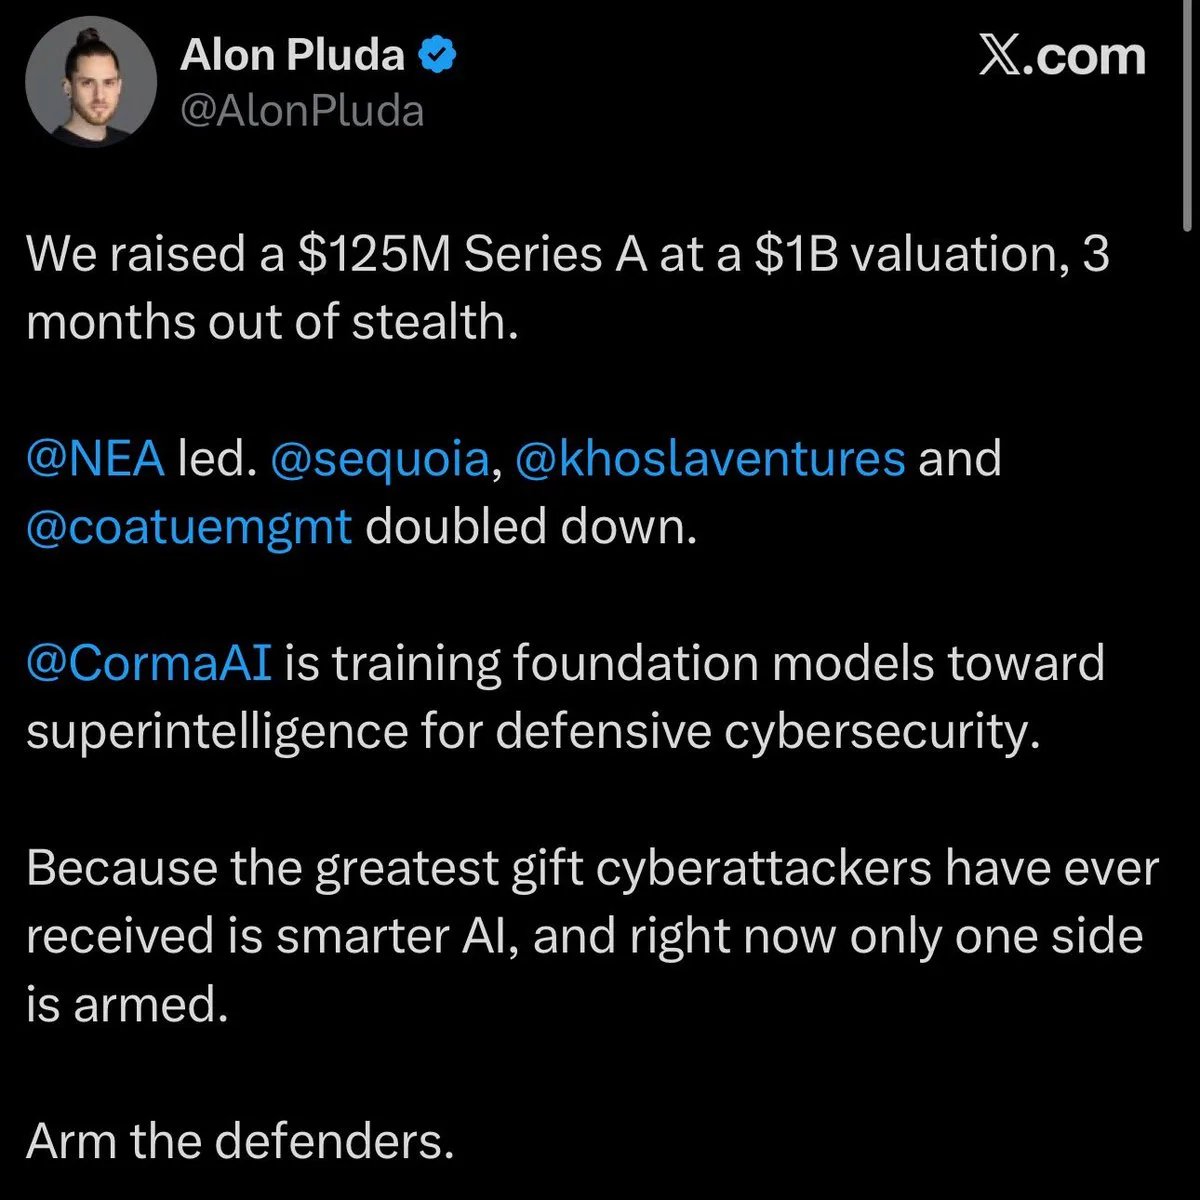 Alon Pluda
X.com
@AlonPluda
We raised a $125M Series A at a $1B valuation, 3
months out of stealth.
@NEA led. @sequoia, @khoslaventures and
@coatuemgmt doubled down.
@CormaAI is training foundation models toward
superintelligence for defensive cybersecurity.
Because the greatest gift cyberattackers have ever
received is smarter AI, and right now only one side
is armed.
Arm the defenders.